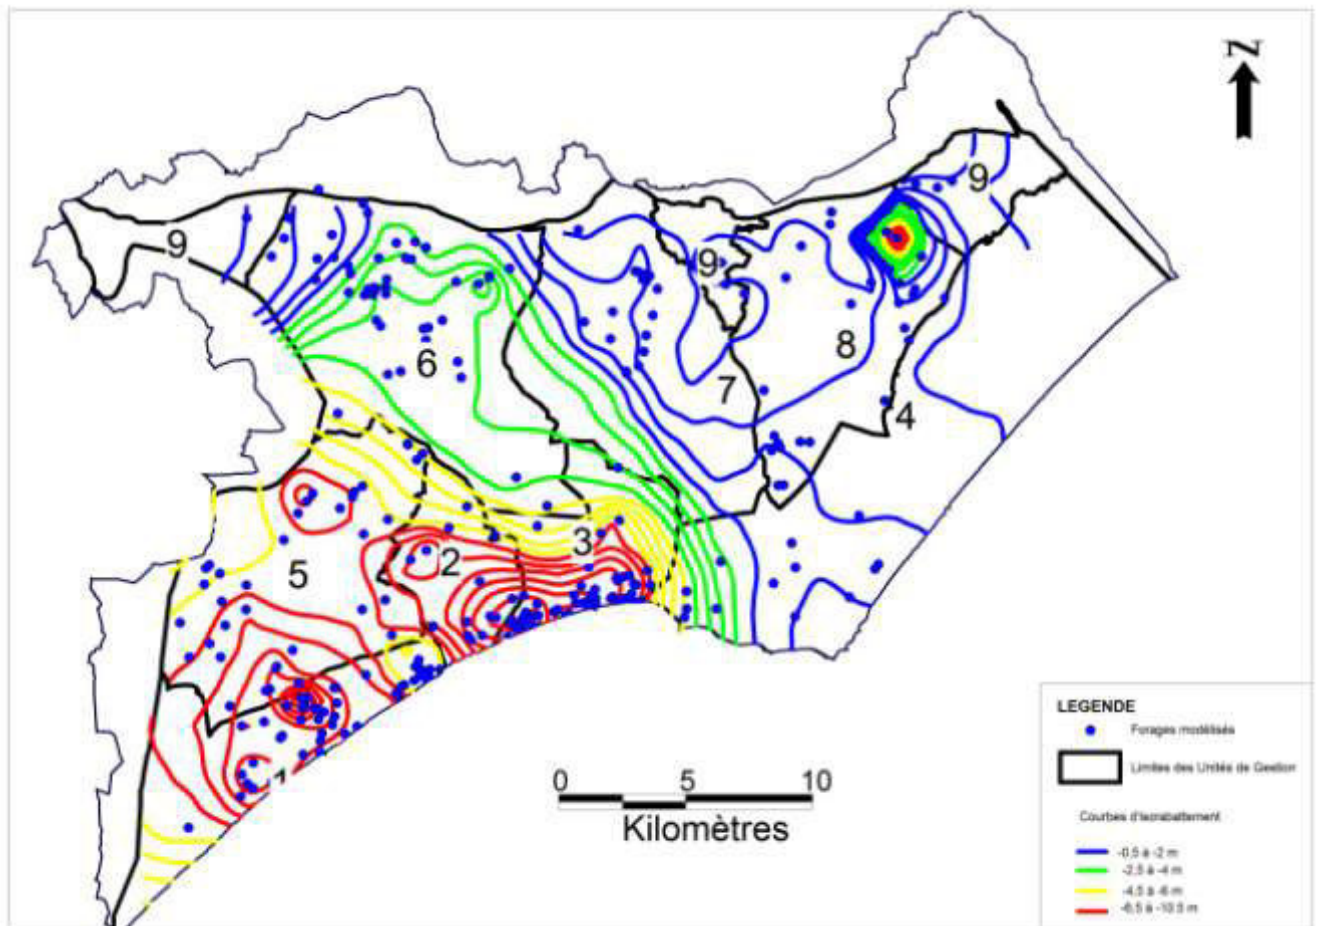 N
9
9
9
6
8
7
4
3
2
5
1
0 5 10
Kilomètres
LEGENDE
Forages modélisés
Limites des Unités de Gestion
Courbes d'Isorabattement
-0,5 à -2 m
-2,5 à -4 m
-4,5 à -6 m
-6,5 à -10,5 m